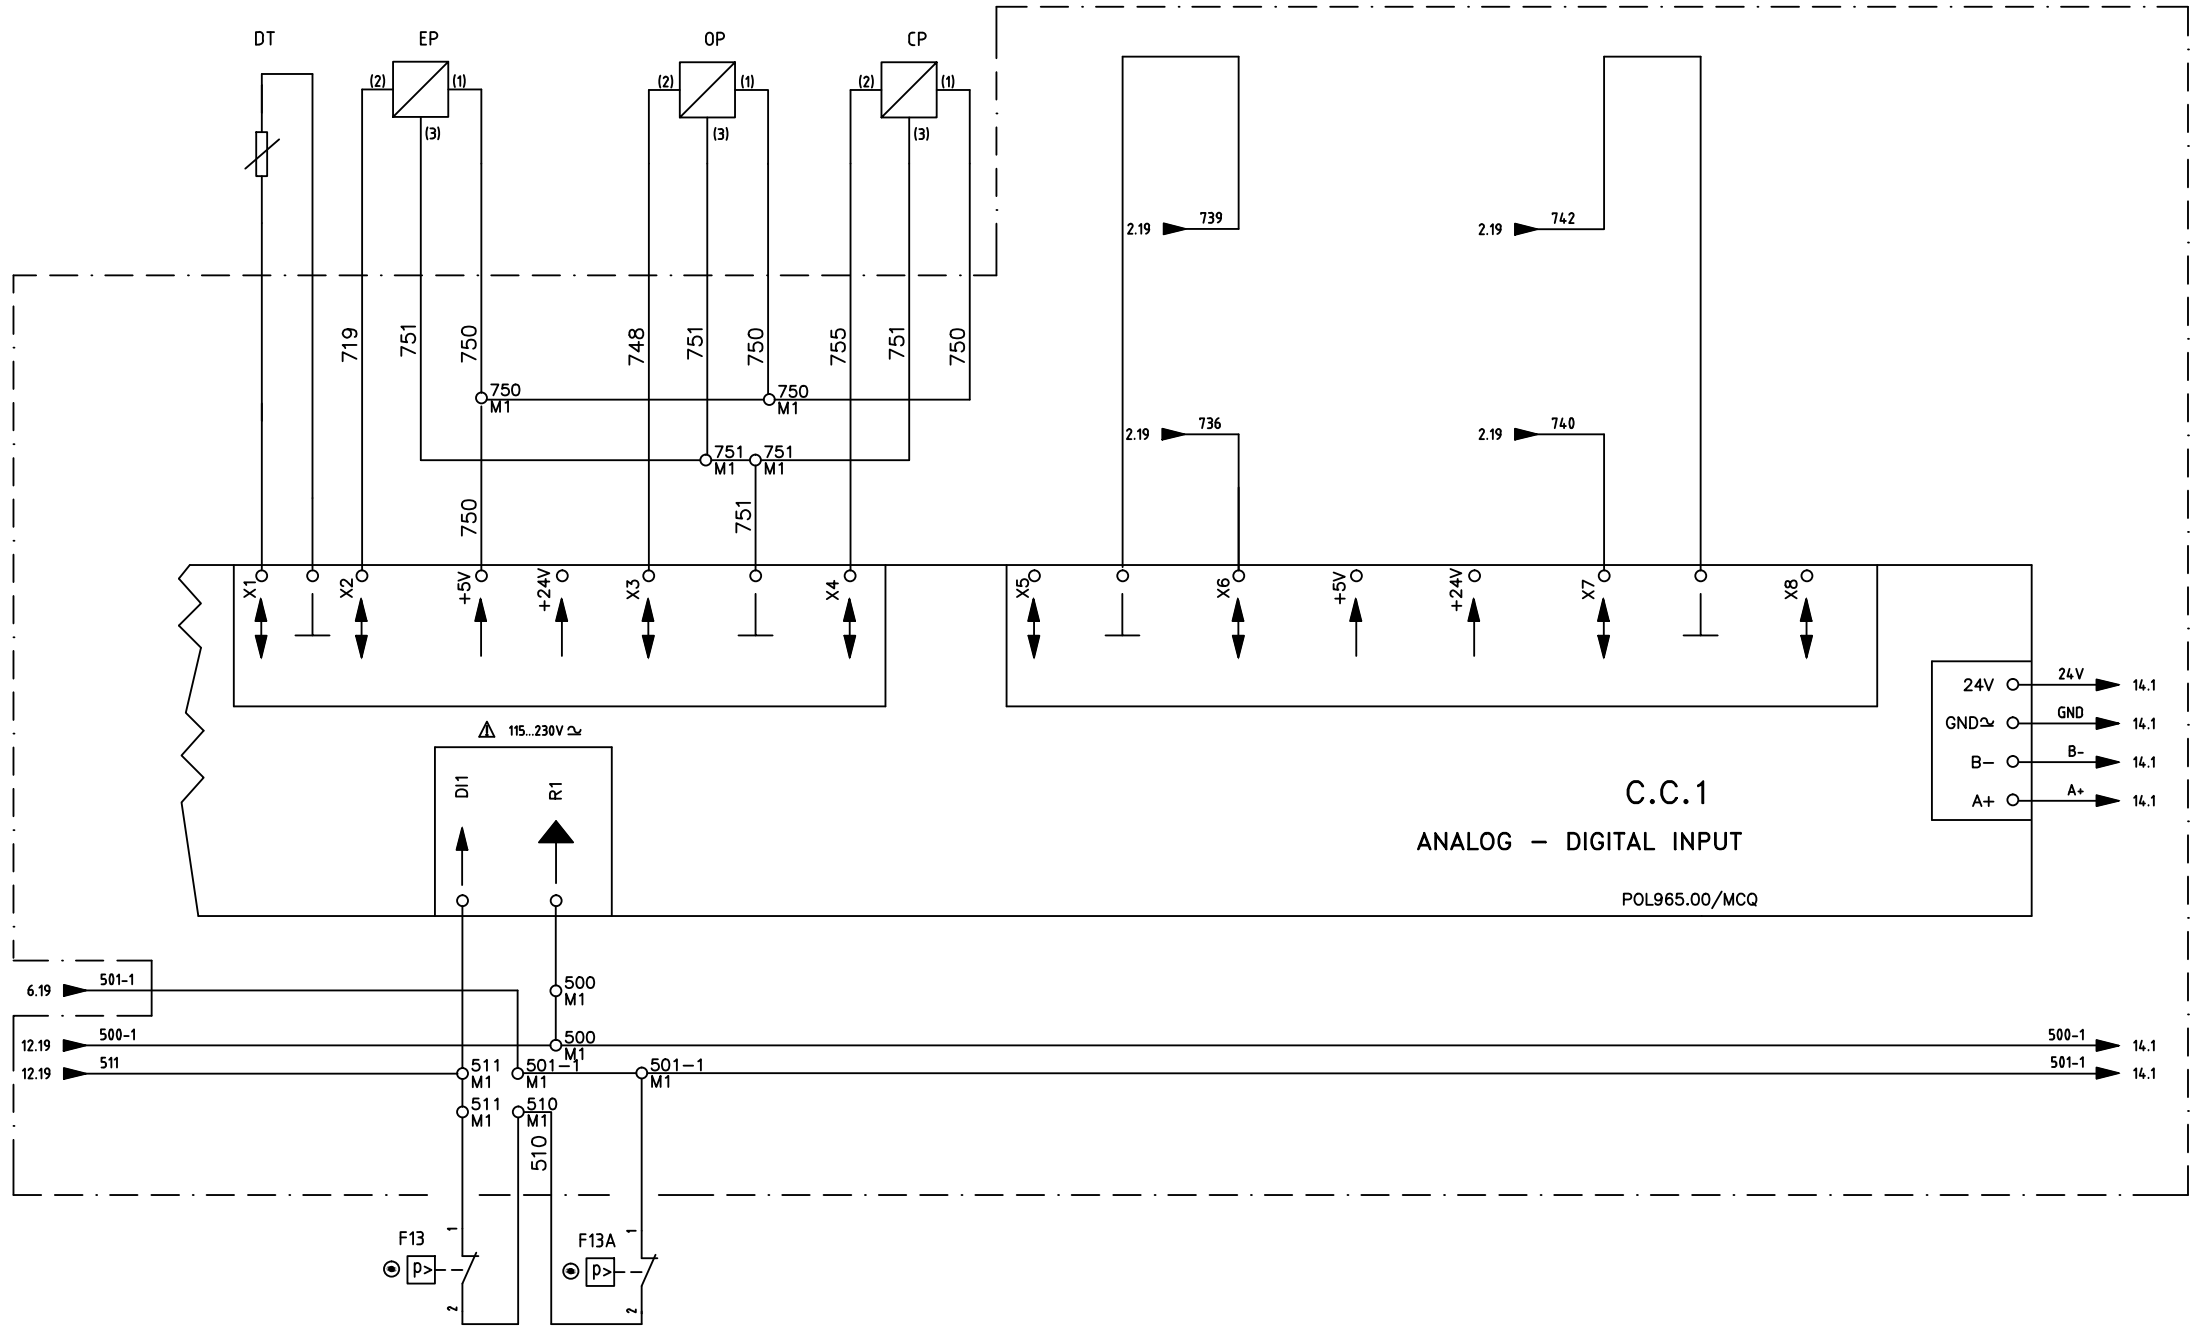 DT EP OP CP
(2) (1) (2) (1) (2) (1)
(3) (3) (3)
2.19 739 2.19 742
719 751 750 748 751 750 755 751 750
750 M1 750 M1
2.19 736 2.19 740
751 M1 751 M1
750 751
X1 X2 +5V +24V X3 X4 X5 X6 +5V +24V X7 X8
24V 24V 14.1
GND GND 14.1
B- B- 14.1
A+ A+ 14.1
115...230V
DI1 R1
C.C.1
ANALOG - DIGITAL INPUT
POL965.00/MCQ
6.19 501-1
500 M1
12.19 500-1 500 M1 500-1 14.1
12.19 511 511 M1 501-1 M1 501-1 M1 501-1 14.1
511 M1 510 M1
510
1 1
F13 F13A
P> P>
2 2